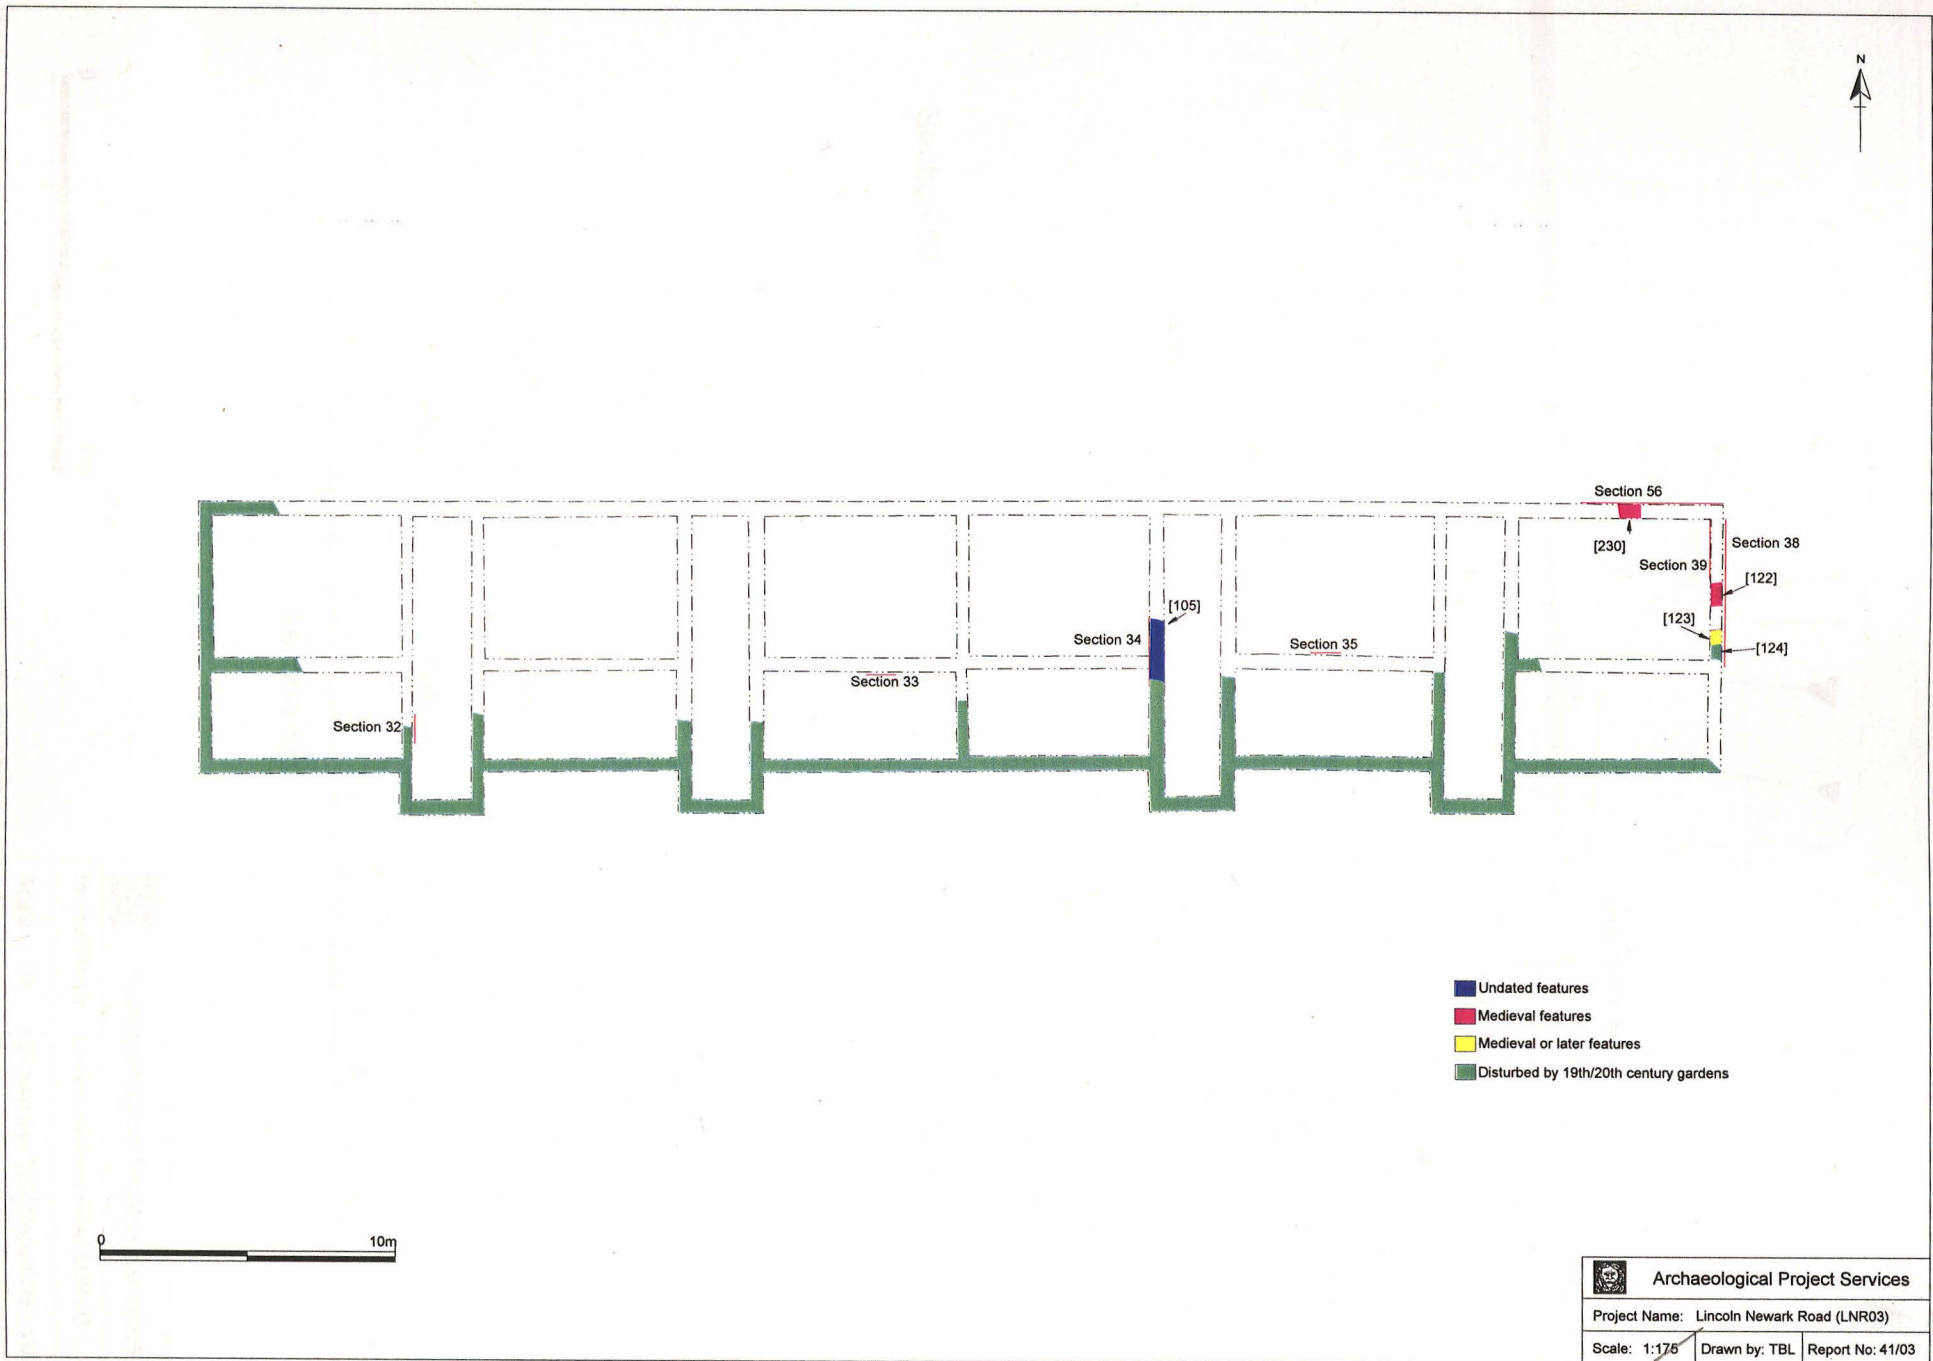 N
Section 56
[230]
Section 38
Section 39
[122]
[105]
[123]
Section 34
Section 35
[124]
Section 33
Section 32
Undated features
Medieval features
Medieval or later features
Disturbed by 19th/20th century gardens
0 10m
Archaeological Project Services
Project Name: Lincoln Newark Road (LNR03)
Scale: 1:175 Drawn by: TBL Report No: 41/03